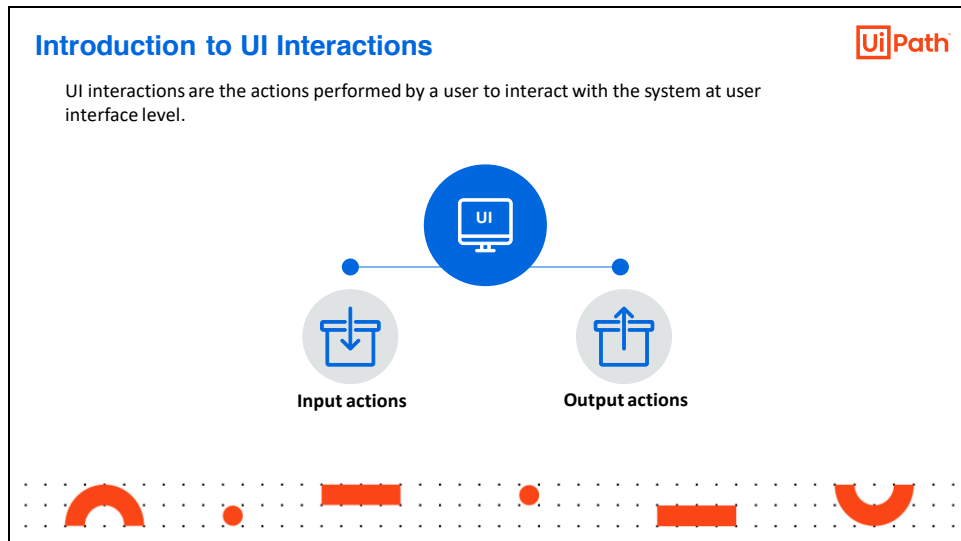 Introduction to UI Interactions
UiPath
UI interactions are the actions performed by a user to interact with the system at user
interface level.
UI
Input actions
Output actions